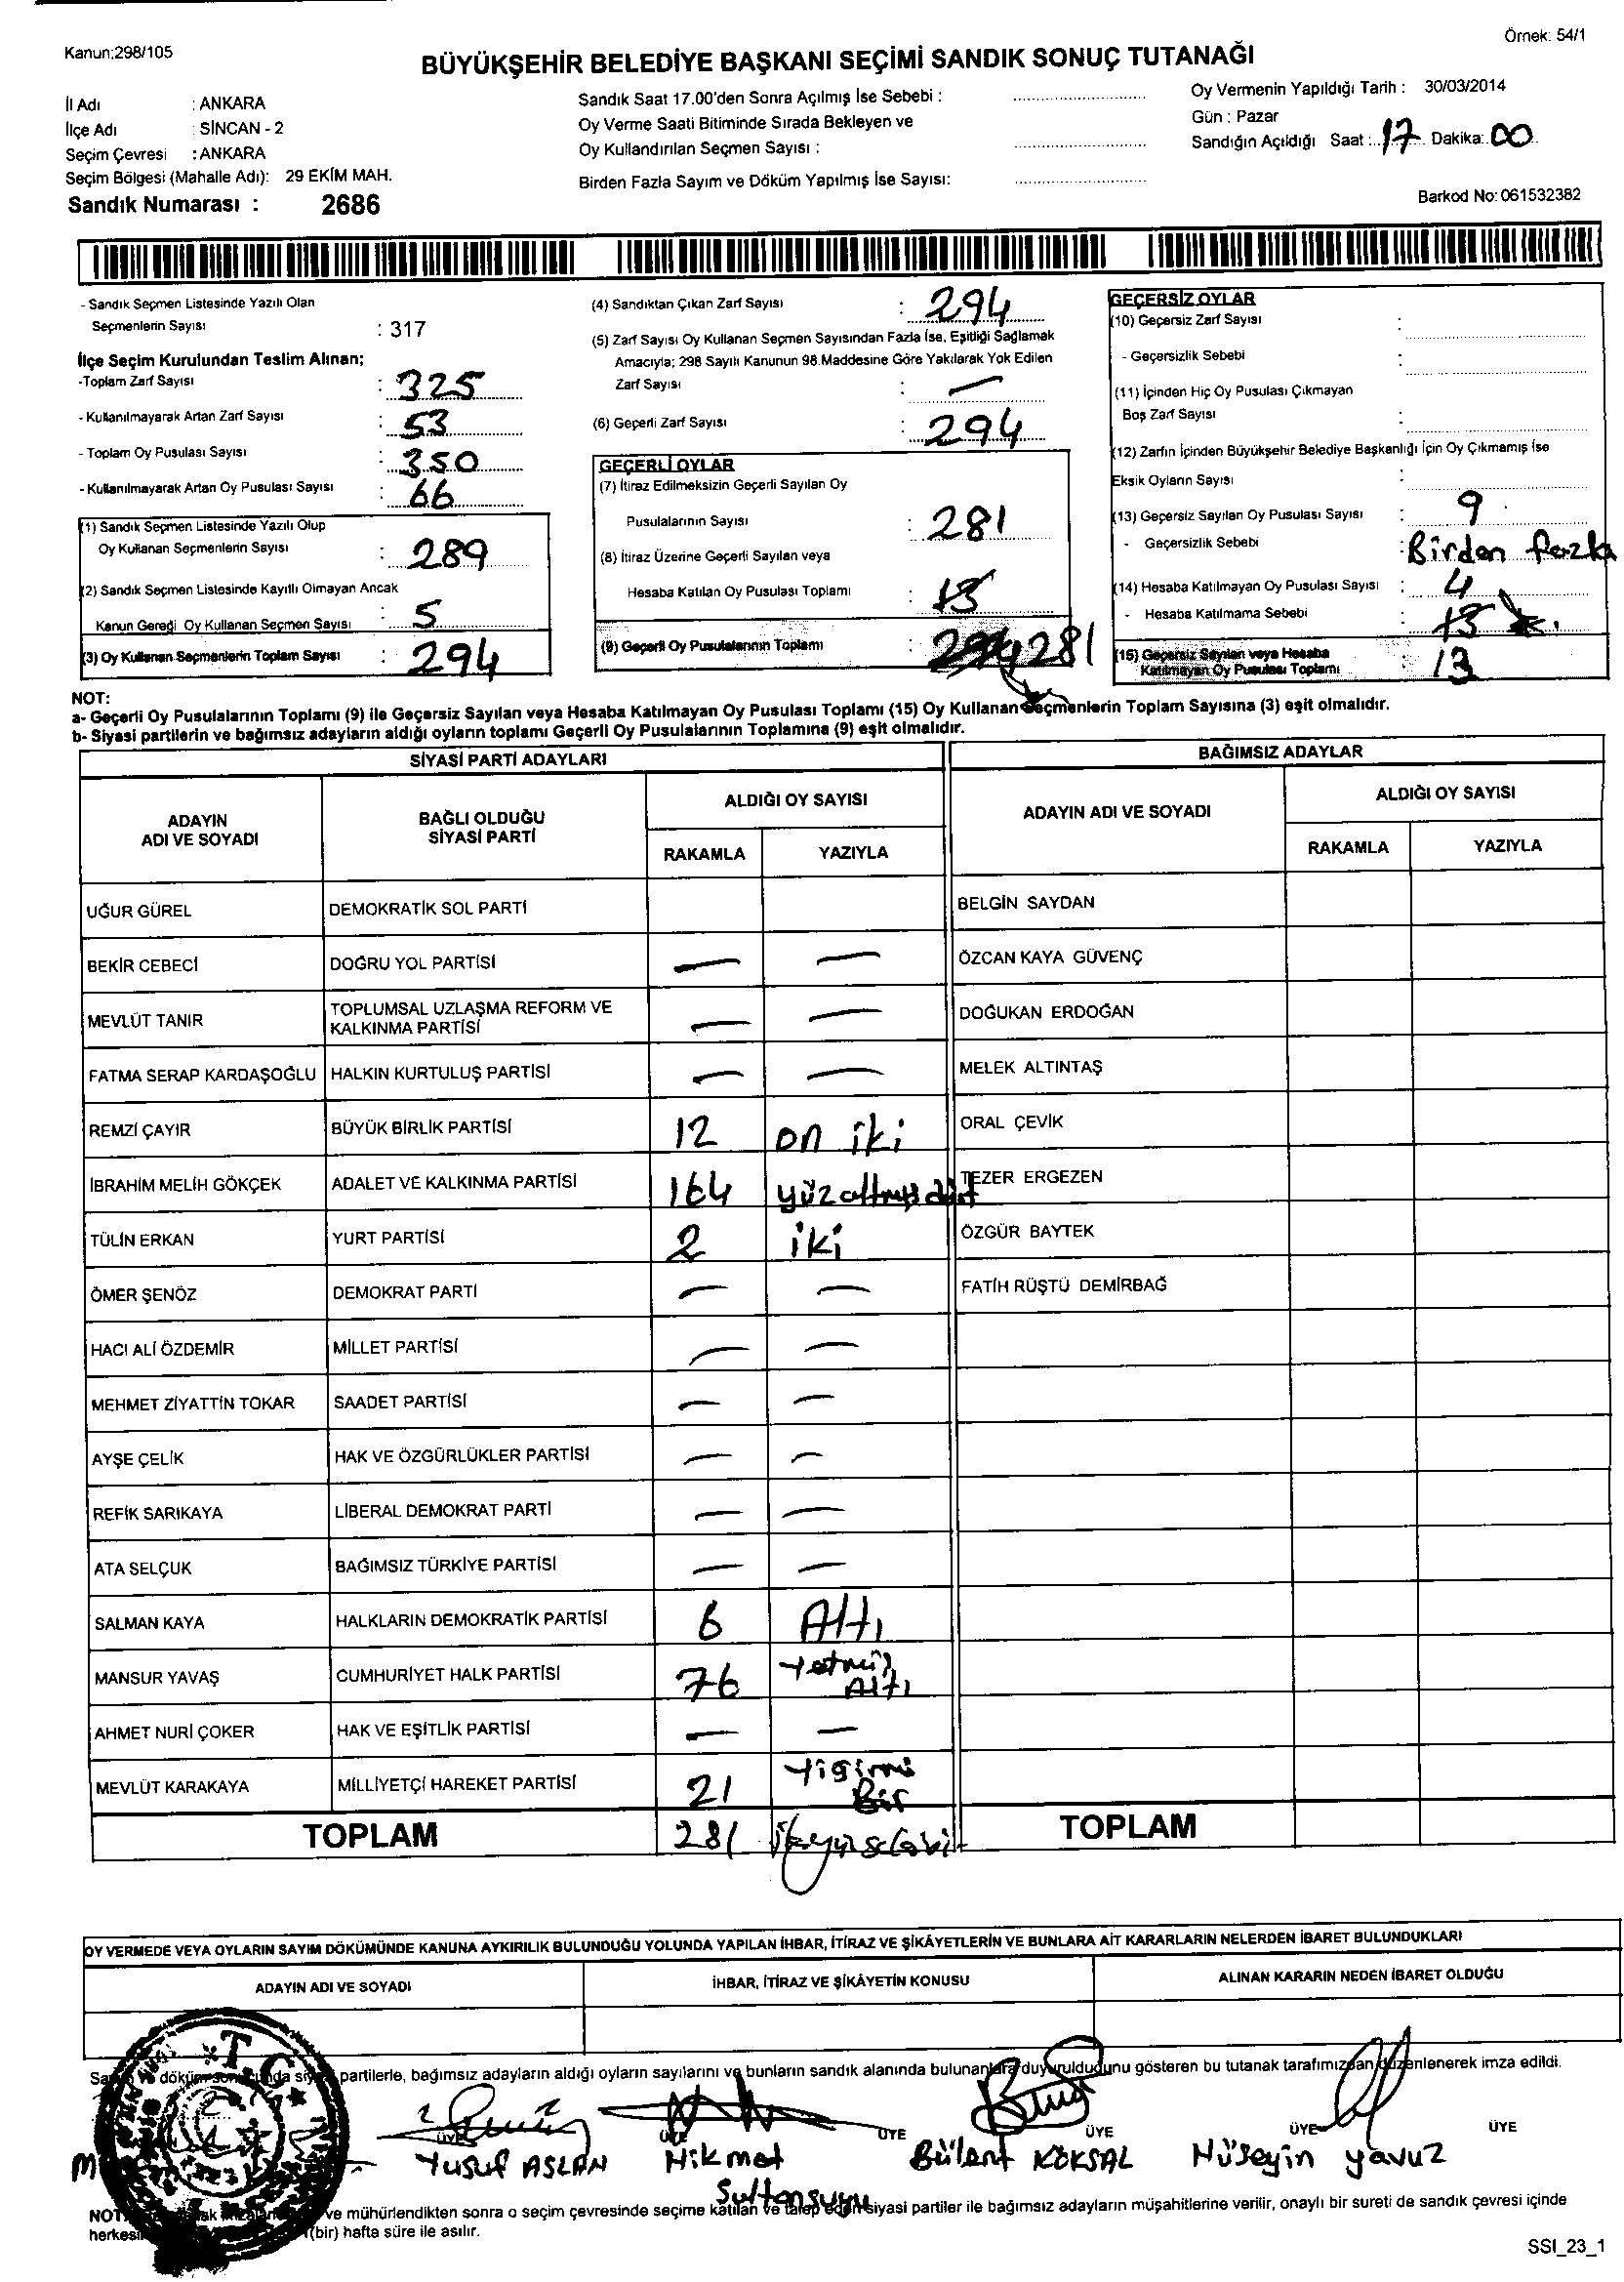 Kanun:298/105
Örnek: 54/1
BÜYÜKŞEHİR BELEDİYE BAŞKANI SEÇİMİ SANDIK SONUÇ TUTANAĞI
İl Adı : ANKARA
İlçe Adı : SİNCAN - 2
Seçim Çevresi : ANKARA
Seçim Bölgesi (Mahalle Adı): 29 EKİM MAH.
Sandık Numarası : 2686
Sandık Saat 17.00'den Sonra Açılmış İse Sebebi :
Oy Verme Saati Bitiminde Sırada Bekleyen ve
Oy Kullandırılan Seçmen Sayısı :
Birden Fazla Sayım ve Döküm Yapılmış İse Sayısı:
Oy Vermenin Yapıldığı Tarih : 30/03/2014
Gün : Pazar
Sandığın Açıldığı Saat : 17 Dakika: 00
Barkod No: 061532382
- Sandık Seçmen Listesinde Yazılı Olan
Seçmenlerin Sayısı : 317
İlçe Seçim Kurulundan Teslim Alınan;
-Toplam Zarf Sayısı : 325
- Kullanılmayarak Artan Zarf Sayısı : 53
- Toplam Oy Pusulası Sayısı : 350
- Kullanılmayarak Artan Oy Pusulası Sayısı : 66
(1) Sandık Seçmen Listesinde Yazılı Olup
Oy Kullanan Seçmenlerin Sayısı : 289
(2) Sandık Seçmen Listesinde Kayıtlı Olmayan Ancak
Kanun Gereği Oy Kullanan Seçmen Sayısı : 5
(3) Oy Kullanan Seçmenlerin Toplam Sayısı : 294
(4) Sandıktan Çıkan Zarf Sayısı : 294
(5) Zarf Sayısı Oy Kullanan Seçmen Sayısından Fazla İse, Eşitliği Sağlamak
Amacıyla; 298 Sayılı Kanunun 98.Maddesine Göre Yakılarak Yok Edilen
Zarf Sayısı : —
(6) Geçerli Zarf Sayısı : 294
GEÇERLİ OYLAR
(7) İtiraz Edilmeksizin Geçerli Sayılan Oy
Pusulalarının Sayısı : 281
(8) İtiraz Üzerine Geçerli Sayılan veya
Hesaba Katılan Oy Pusulası Toplamı : 13
(9) Geçerli Oy Pusulalarının Toplamı : 294 281
GEÇERSİZ OYLAR
(10) Geçersiz Zarf Sayısı :
- Geçersizlik Sebebi :
(11) İçinden Hiç Oy Pusulası Çıkmayan
Boş Zarf Sayısı :
(12) Zarfın İçinden Büyükşehir Belediye Başkanlığı İçin Oy Çıkmamış İse
Eksik Oyların Sayısı :
(13) Geçersiz Sayılan Oy Pusulası Sayısı : 9
- Geçersizlik Sebebi : Birden fazla
(14) Hesaba Katılmayan Oy Pusulası Sayısı : 4
- Hesaba Katılmama Sebebi : 13
(15) Geçersiz Sayılan veya Hesaba
Katılmayan Oy Pusulası Toplamı : 13
NOT:
a- Geçerli Oy Pusulalarının Toplamı (9) ile Geçersiz Sayılan veya Hesaba Katılmayan Oy Pusulası Toplamı (15) Oy Kullanan Seçmenlerin Toplam Sayısına (3) eşit olmalıdır.
b- Siyasi partilerin ve bağımsız adayların aldığı oyların toplamı Geçerli Oy Pusulalarının Toplamına (9) eşit olmalıdır.
SİYASİ PARTİ ADAYLARI
ADAYIN ADI VE SOYADI BAĞLI OLDUĞU SİYASİ PARTİ ALDIĞI OY SAYISI
RAKAMLA YAZIYLA
UĞUR GÜREL DEMOKRATİK SOL PARTİ
BEKİR CEBECİ DOĞRU YOL PARTİSİ — —
MEVLÜT TANIR TOPLUMSAL UZLAŞMA REFORM VE KALKINMA PARTİSİ — —
FATMA SERAP KARDAŞOĞLU HALKIN KURTULUŞ PARTİSİ — —
REMZİ ÇAYIR BÜYÜK BİRLİK PARTİSİ 12 on iki
İBRAHİM MELİH GÖKÇEK ADALET VE KALKINMA PARTİSİ 164 yüzaltmışdört
TÜLİN ERKAN YURT PARTİSİ 2 iki
ÖMER ŞENÖZ DEMOKRAT PARTİ — —
HACI ALİ ÖZDEMİR MİLLET PARTİSİ — —
MEHMET ZİYATTİN TOKAR SAADET PARTİSİ — —
AYŞE ÇELİK HAK VE ÖZGÜRLÜKLER PARTİSİ — —
REFİK SARIKAYA LİBERAL DEMOKRAT PARTİ — —
ATA SELÇUK BAĞIMSIZ TÜRKİYE PARTİSİ — —
SALMAN KAYA HALKLARIN DEMOKRATİK PARTİSİ 6 Altı
MANSUR YAVAŞ CUMHURİYET HALK PARTİSİ 76 Yetmiş Altı
AHMET NURİ ÇOKER HAK VE EŞİTLİK PARTİSİ — —
MEVLÜT KARAKAYA MİLLİYETÇİ HAREKET PARTİSİ 21 Yigirmi Bir
TOPLAM 281
BAĞIMSIZ ADAYLAR
ADAYIN ADI VE SOYADI ALDIĞI OY SAYISI
RAKAMLA YAZIYLA
BELGİN SAYDAN
ÖZCAN KAYA GÜVENÇ
DOĞUKAN ERDOĞAN
MELEK ALTINTAŞ
ORAL ÇEVİK
TEZER ERGEZEN
ÖZGÜR BAYTEK
FATİH RÜŞTÜ DEMİRBAĞ
TOPLAM
OY VERMEDE VEYA OYLARIN SAYIM DÖKÜMÜNDE KANUNA AYKIRILIK BULUNDUĞU YOLUNDA YAPILAN İHBAR, İTİRAZ VE ŞİKÂYETLERİN VE BUNLARA AİT KARARLARIN NELERDEN İBARET BULUNDUKLARI
ADAYIN ADI VE SOYADI İHBAR, İTİRAZ VE ŞİKÂYETİN KONUSU ALINAN KARARIN NEDEN İBARET OLDUĞU
partilerle, bağımsız adayların aldığı oyların sayılarını ve bunların sandık alanında bulunanlara duyurulduğunu gösteren bu tutanak tarafımızdan düzenlenerek imza edildi.
ÜYE ÜYE ÜYE ÜYE ÜYE ÜYE
Yusuf ASLAN Hikmet Sultansuyu Bülent KÖKSAL Hüseyin yavuz
T.C.
NOT: ve mühürlendikten sonra o seçim çevresinde seçime katılan ve talep eden siyasi partiler ile bağımsız adayların müşahitlerine verilir, onaylı bir sureti de sandık çevresi içinde
(bir) hafta süre ile asılır.
SSI_23_1